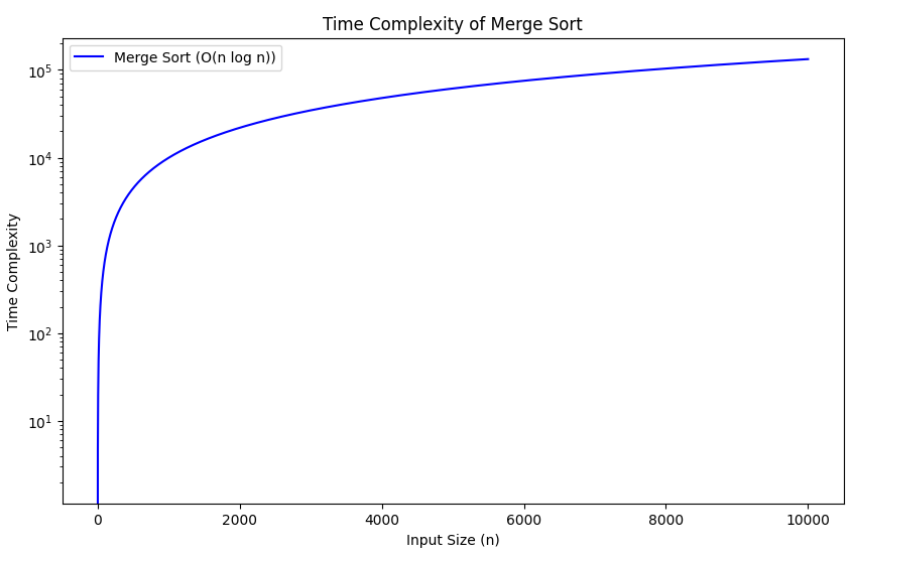 Time Complexity of Merge Sort
Merge Sort (O(n log n))
10⁵
10⁴
10³
10²
10¹
Time Complexity
0 2000 4000 6000 8000 10000
Input Size (n)